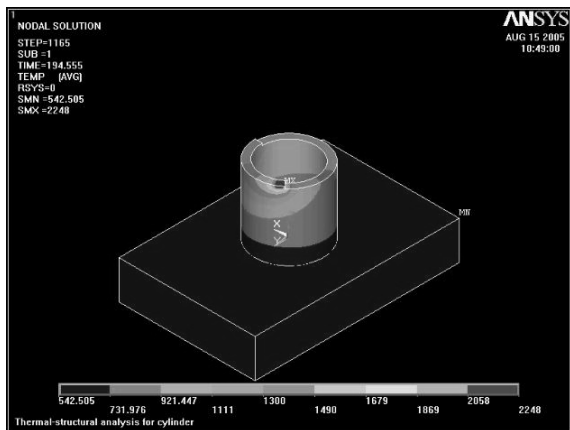 1
NODAL SOLUTION
STEP=1165
SUB =1
TIME=194.555
TEMP (AVG)
RSYS=0
SMN =542.505
SMX =2248
ANSYS
AUG 15 2005
10:49:00
MX
MN
X
Y
542.505 921.447 1300 1679 2058
731.976 1111 1490 1869 2248
Thermal-structural analysis for cylinder